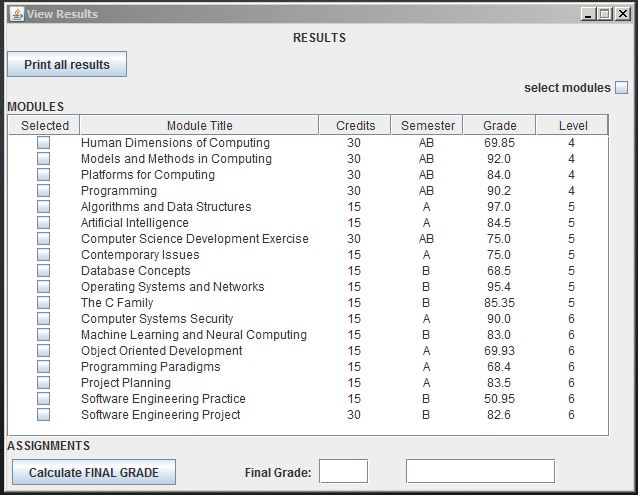 View Results
RESULTS
Print all results
select modules
MODULES
Selected Module Title Credits Semester Grade Level
Human Dimensions of Computing 30 AB 69.85 4
Models and Methods in Computing 30 AB 92.0 4
Platforms for Computing 30 AB 84.0 4
Programming 30 AB 90.2 4
Algorithms and Data Structures 15 A 97.0 5
Artificial Intelligence 15 A 84.5 5
Computer Science Development Exercise 30 AB 75.0 5
Contemporary Issues 15 A 75.0 5
Database Concepts 15 B 68.5 5
Operating Systems and Networks 15 B 95.4 5
The C Family 15 B 85.35 5
Computer Systems Security 15 A 90.0 6
Machine Learning and Neural Computing 15 B 83.0 6
Object Oriented Development 15 A 69.93 6
Programming Paradigms 15 A 68.4 6
Project Planning 15 A 83.5 6
Software Engineering Practice 15 B 50.95 6
Software Engineering Project 30 B 82.6 6
ASSIGNMENTS
Calculate FINAL GRADE Final Grade: